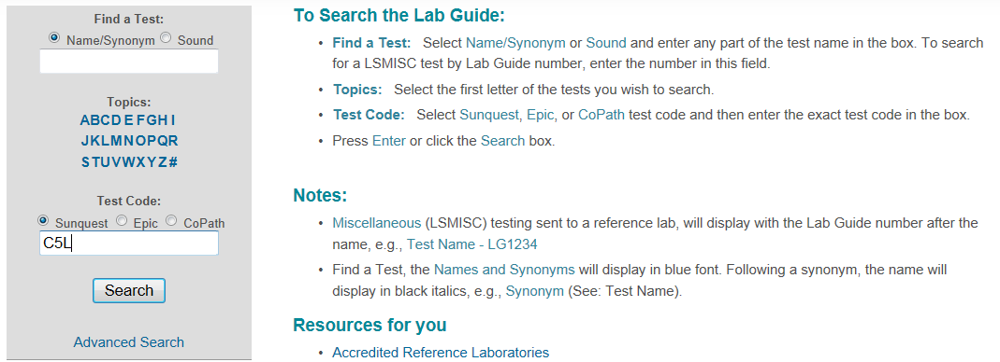 Find a Test:
Name/Synonym Sound
Topics:
A B C D E F G H I
J K L M N O P Q R
S T U V W X Y Z #
Test Code:
Sunquest Epic CoPath
C5L
Search
Advanced Search
To Search the Lab Guide:
• Find a Test: Select Name/Synonym or Sound and enter any part of the test name in the box. To search
for a LSMISC test by Lab Guide number, enter the number in this field.
• Topics: Select the first letter of the tests you wish to search.
• Test Code: Select Sunquest, Epic, or CoPath test code and then enter the exact test code in the box.
• Press Enter or click the Search box.
Notes:
• Miscellaneous (LSMISC) testing sent to a reference lab, will display with the Lab Guide number after the
name, e.g., Test Name - LG1234
• Find a Test, the Names and Synonyms will display in blue font. Following a synonym, the name will
display in black italics, e.g., Synonym (See: Test Name).
Resources for you
• Accredited Reference Laboratories